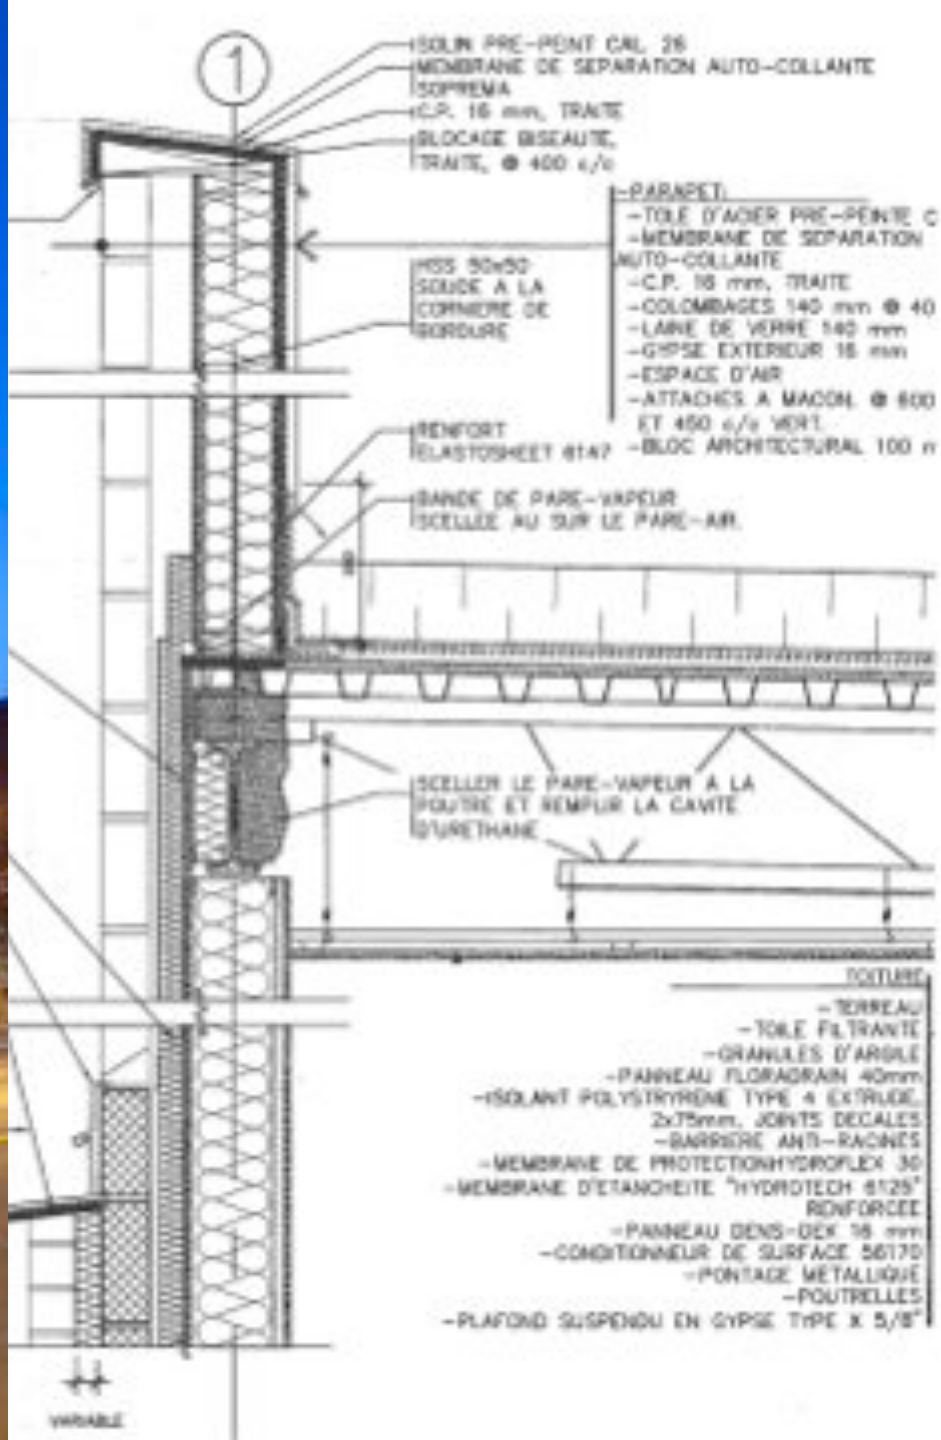 1
SOLIN PRE-PEINT CAL 26
MEMBRANE DE SEPARATION AUTO-COLLANTE
SOPREMA
C.P. 16 mm, TRAITE
BLOCAGE BISEAUTE,
TRAITE, @ 400 c/c
-PARAPET:
-TOLE D'ACIER PRE-PEINTE C
-MEMBRANE DE SEPARATION
AUTO-COLLANTE
-C.P. 16 mm, TRAITE
-COLOMBAGES 140 mm @ 40
-LAINE DE VERRE 140 mm
-GYPSE EXTERIEUR 16 mm
-ESPACE D'AIR
-ATTACHES A MACON. @ 600
ET 450 c/c VERT.
-BLOC ARCHITECTURAL 100 m
HSS 50x50
SOUDE A LA
CORNIERE DE
BORDURE
RENFORT
ELASTOSHEET 6147
BANDE DE PARE-VAPEUR
SCELLEE AU SUR LE PARE-AIR.
SCELLER LE PARE-VAPEUR A LA
POUTRE ET REMPLIR LA CAVITE
D'URETHANE
TOITURE
-TERREAU
-TOILE FILTRANTE
-GRANULES D'ARGILE
-PANNEAU FLORADRAIN 40mm
-ISOLANT POLYSTRYRENE TYPE 4 EXTRUDE,
2x75mm, JOINTS DECALES
-BARRIERE ANTI-RACINES
-MEMBRANE DE PROTECTIONHYDROFLEX 30
-MEMBRANE D'ETANCHEITE "HYDROTECH 6125"
RENFORCEE
-PANNEAU DENS-DEK 16 mm
-CONDITIONNEUR DE SURFACE 56170
-PONTAGE METALLIQUE
-POUTRELLES
-PLAFOND SUSPENDU EN GYPSE TYPE X 5/8"
VARIABLE